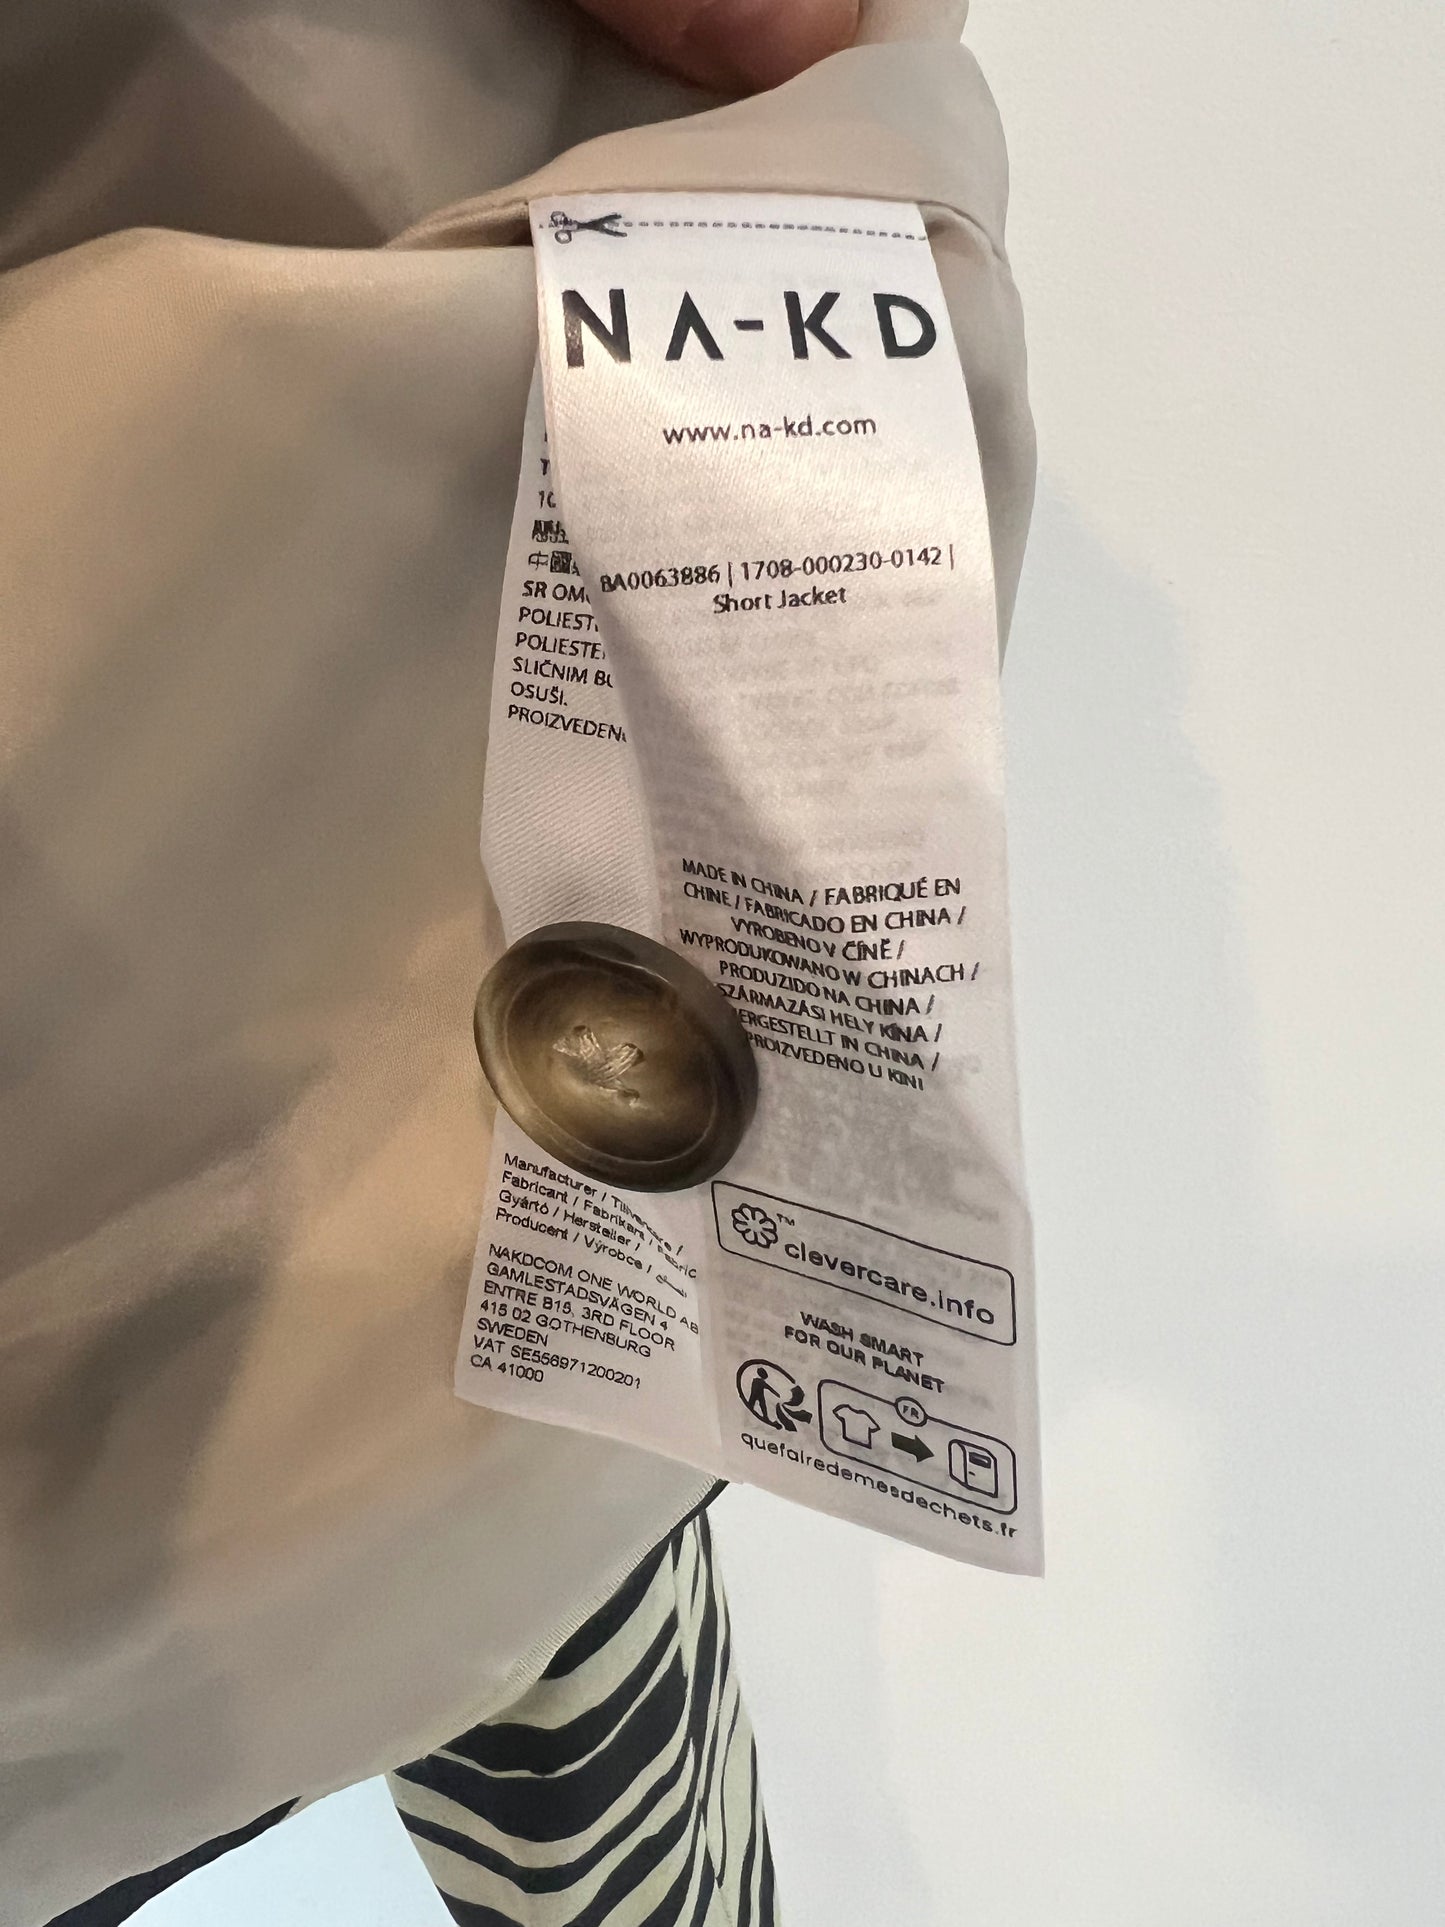 NA-KD
www.na-kd.com
BA0063886 | 1708-000230-0142 |
Short Jacket
MADE IN CHINA / FABRIQUÉ EN
CHINE / FABRICADO EN CHINA /
VYROBENO V ČÍNĚ /
WYPRODUKOWANO W CHINACH /
PRODUZIDO NA CHINA /
SZÁRMAZÁSI HELY KÍNA /
ERGESTELLT IN CHINA /
PROIZVEDENO U KINI
TM
clevercare.info
WASH SMART
FOR OUR PLANET
FR
quefairedemesdechets.fr
SR OM
POLIEST
POLIESTE
SLIČNIM
OSUŠI.
PROIZVEDEN
Manufacturer /
Fabricant / Fabrikant /
Gyártó / Hersteller /
Producent / Výrobce /
NAKDCOM ONE WORLD AB
GAMLESTADSVÄGEN 4
ENTRE B15, 3RD FLOOR
415 02 GOTHENBURG
SWEDEN
VAT SE556971200201
CA 41000